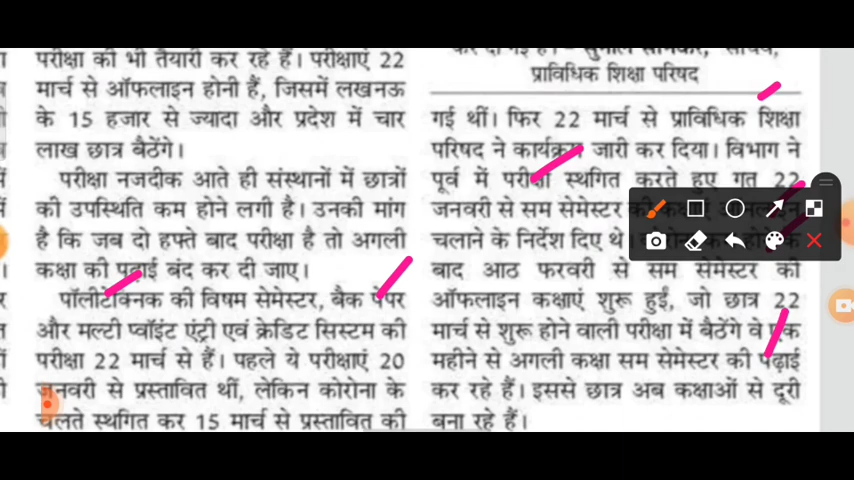 परीक्षा की भी तैयारी कर रहे हैं। परीक्षाएं 22
मार्च से ऑफलाइन होनी हैं, जिसमें लखनऊ
के 15 हजार से ज्यादा और प्रदेश में चार
लाख छात्र बैठेंगे।
परीक्षा नजदीक आते ही संस्थानों में छात्रों
की उपस्थिति कम होने लगी है। उनकी मांग
है कि जब दो हफ्ते बाद परीक्षा है तो अगली
कक्षा की पढ़ाई बंद कर दी जाए।
पॉलीटेक्निक की विषम सेमेस्टर, बैक पेपर
और मल्टी प्वॉइंट एंट्री एवं क्रेडिट सिस्टम की
परीक्षा 22 मार्च से हैं। पहले ये परीक्षाएं 20
जनवरी से प्रस्तावित थीं, लेकिन कोरोना के
चलते स्थगित कर 15 मार्च से प्रस्तावित की
प्राविधिक शिक्षा परिषद
गई थीं। फिर 22 मार्च से प्राविधिक शिक्षा
परिषद ने कार्यक्रम जारी कर दिया। विभाग ने
पूर्व में परीक्षा स्थगित करते हुए गत 22
जनवरी से सम सेमेस्टर
चलाने के निर्देश दिए थे।
बाद आठ फरवरी से सम सेमेस्टर की
ऑफलाइन कक्षाएं शुरू हुईं, जो छात्र 22
मार्च से शुरू होने वाली परीक्षा में बैठेंगे वे एक
महीने से अगली कक्षा सम सेमेस्टर की पढ़ाई
कर रहे हैं। इससे छात्र अब कक्षाओं से दूरी
बना रहे हैं।